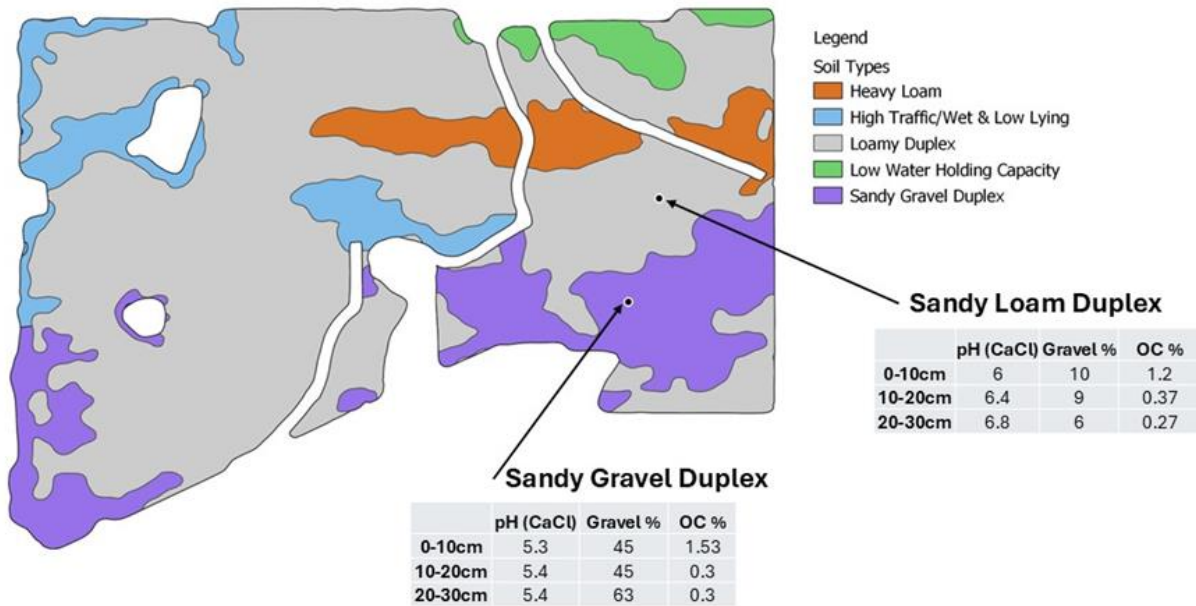 Legend
Soil Types
Heavy Loam
High Traffic/Wet & Low Lying
Loamy Duplex
Low Water Holding Capacity
Sandy Gravel Duplex
Sandy Loam Duplex
pH (CaCl) Gravel % OC %
0-10cm 6 10 1.2
10-20cm 6.4 9 0.37
20-30cm 6.8 6 0.27
Sandy Gravel Duplex
pH (CaCl) Gravel % OC %
0-10cm 5.3 45 1.53
10-20cm 5.4 45 0.3
20-30cm 5.4 63 0.3